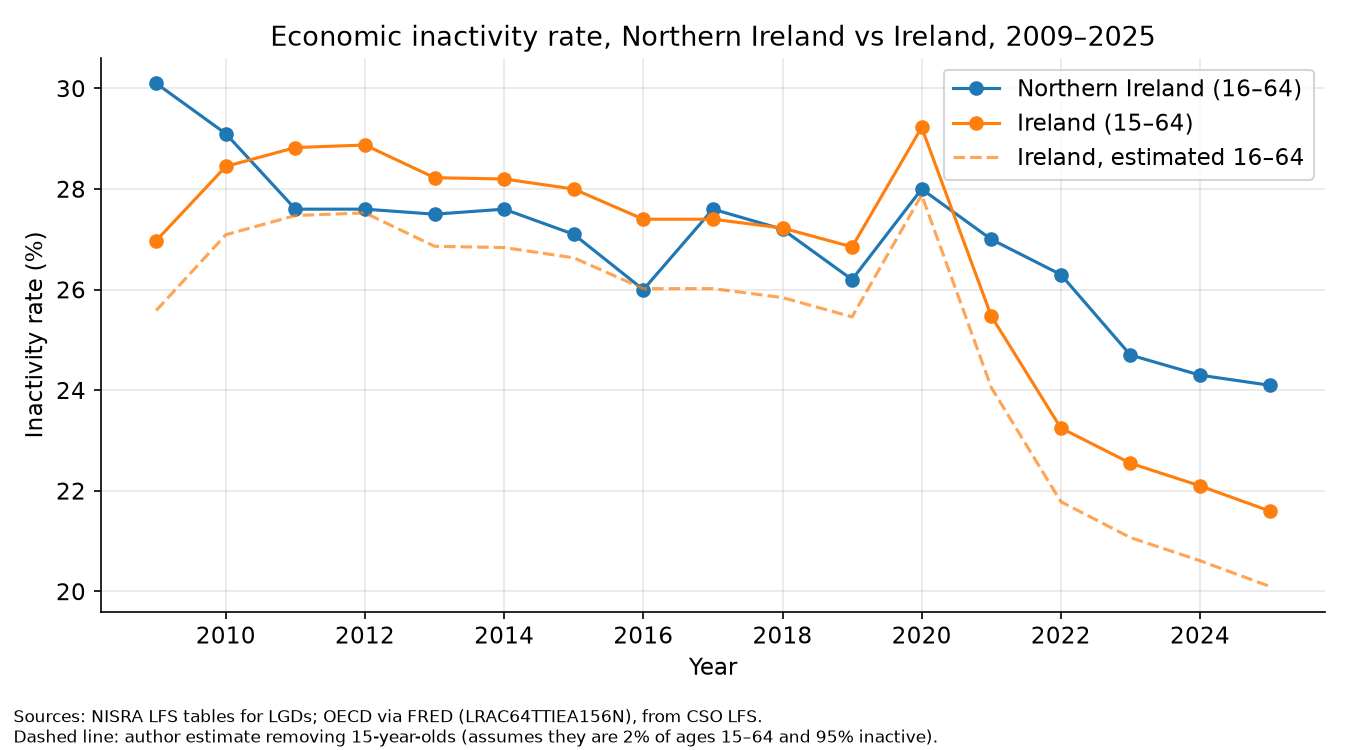 Economic inactivity rate, Northern Ireland vs Ireland, 2009–2025
Northern Ireland (16–64)
Ireland (15–64)
Ireland, estimated 16–64
Inactivity rate (%)
30
28
26
24
22
20
2010 2012 2014 2016 2018 2020 2022 2024
Year
Sources: NISRA LFS tables for LGDs; OECD via FRED (LRAC64TTIEA156N), from CSO LFS.
Dashed line: author estimate removing 15-year-olds (assumes they are 2% of ages 15–64 and 95% inactive).